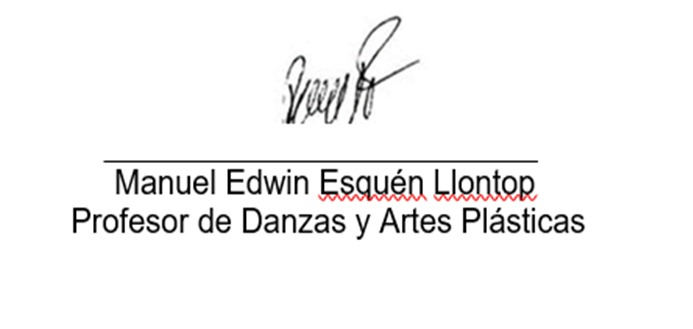 Manuel Edwin Esquén Llontop
Profesor de Danzas y Artes Plásticas